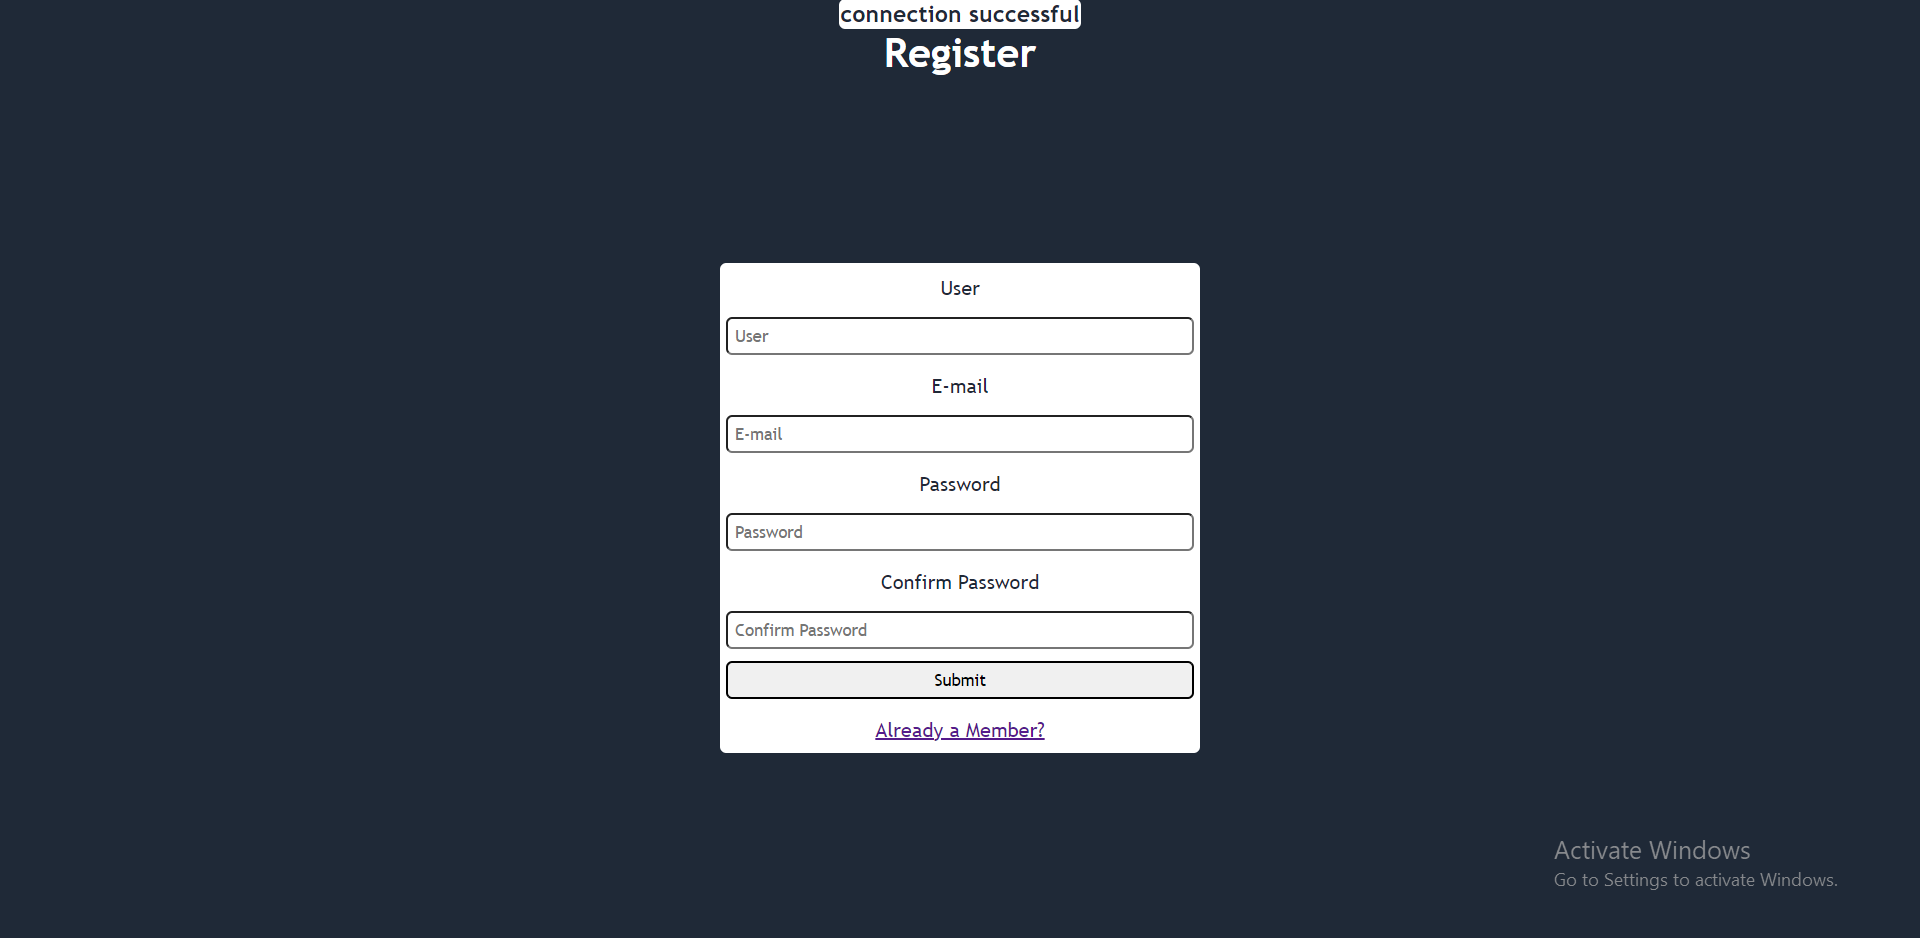 connection successful
Register
User
User
E-mail
E-mail
Password
Password
Confirm Password
Confirm Password
Submit
Already a Member?
Activate Windows
Go to Settings to activate Windows.